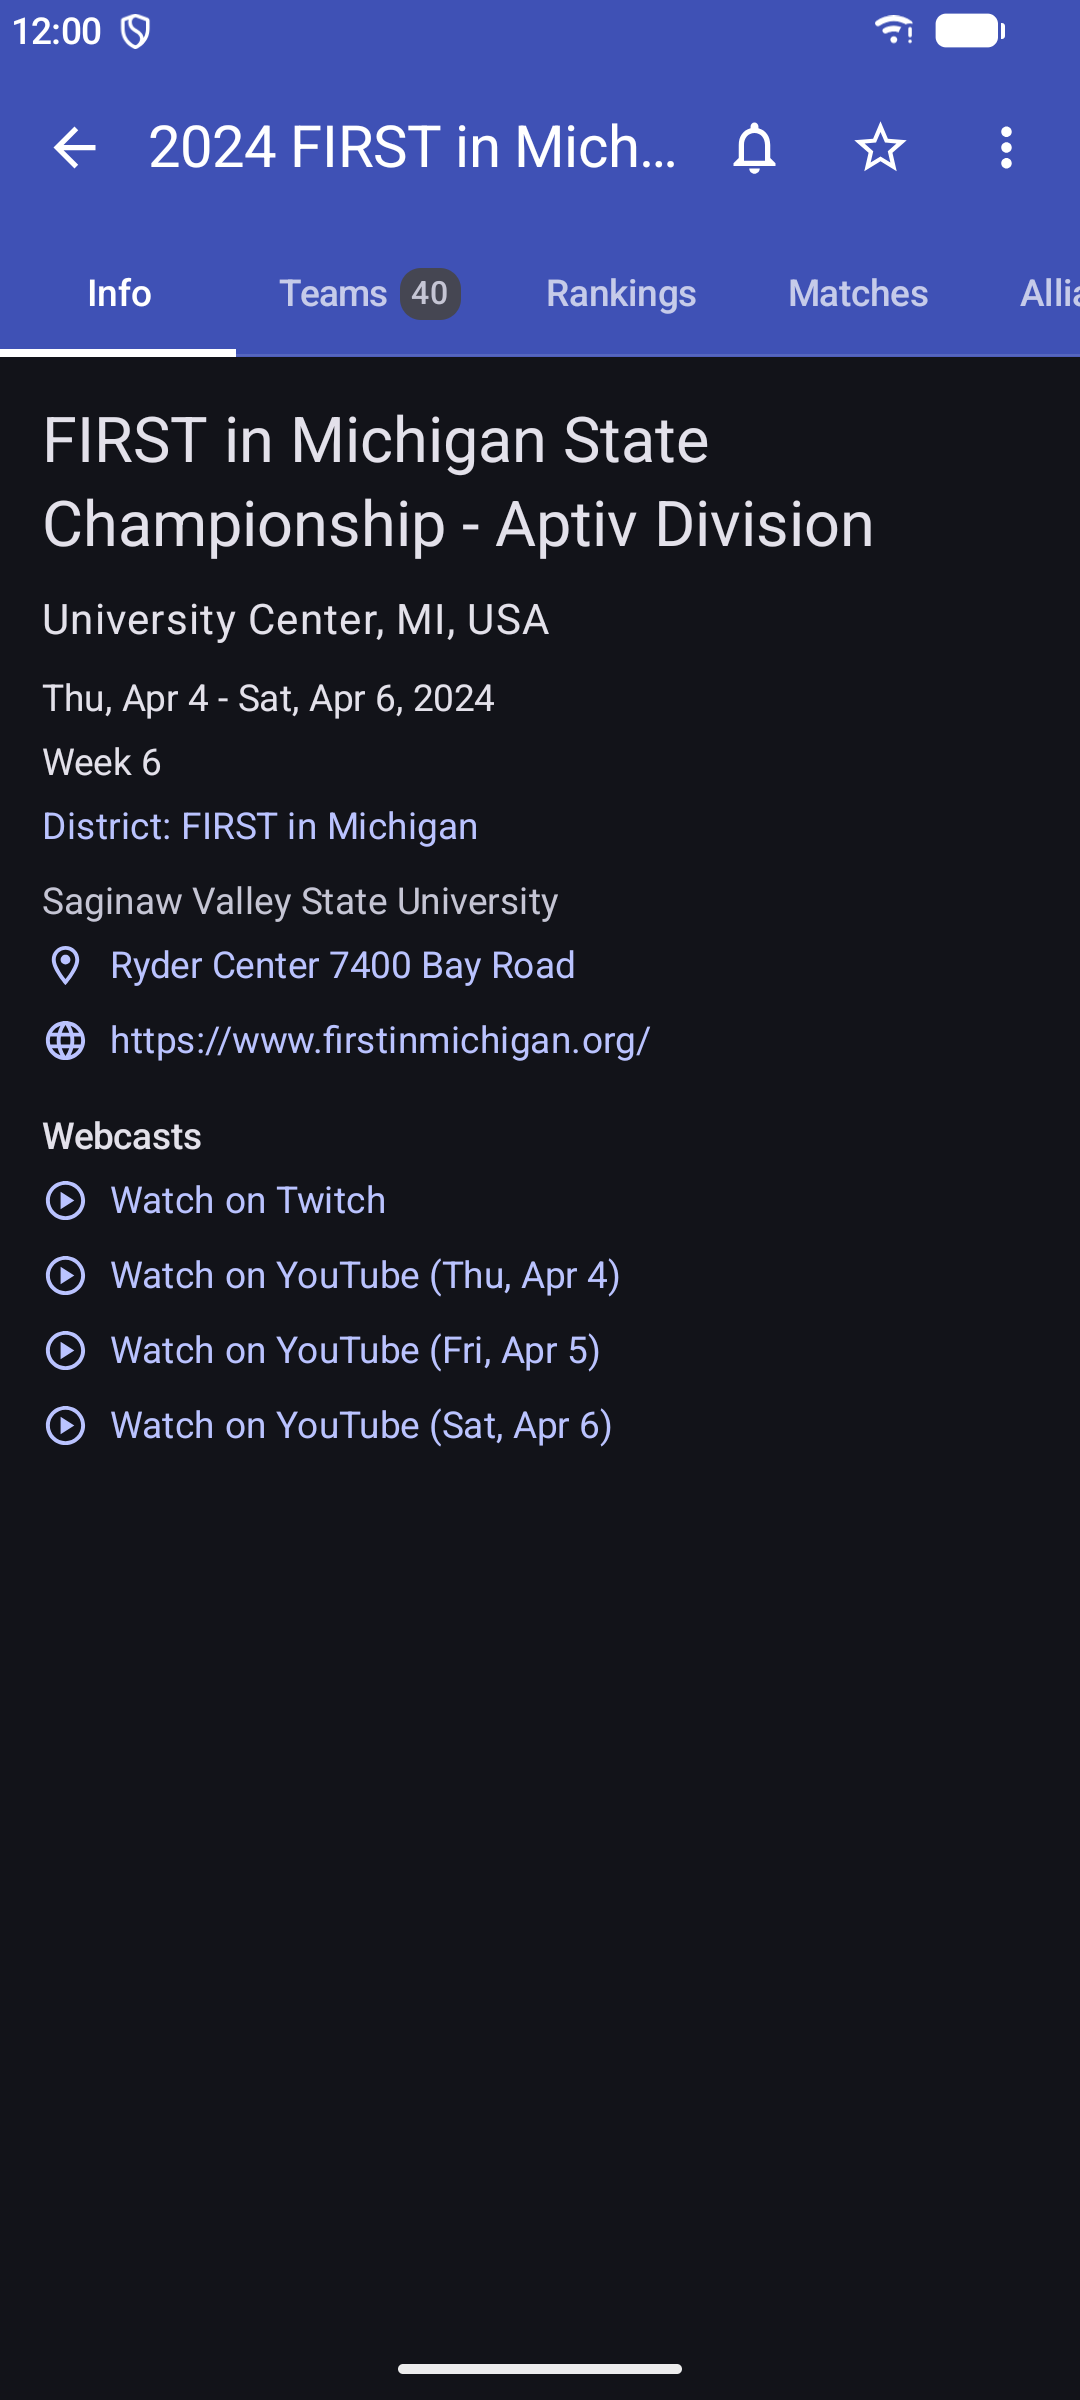 12:00
2024 FIRST in Mich...
Info
Teams 40
Rankings
Matches
Allia
FIRST in Michigan State
Championship - Aptiv Division
University Center, MI, USA
Thu, Apr 4 - Sat, Apr 6, 2024
Week 6
District: FIRST in Michigan
Saginaw Valley State University
Ryder Center 7400 Bay Road
https://www.firstinmichigan.org/
Webcasts
Watch on Twitch
Watch on YouTube (Thu, Apr 4)
Watch on YouTube (Fri, Apr 5)
Watch on YouTube (Sat, Apr 6)